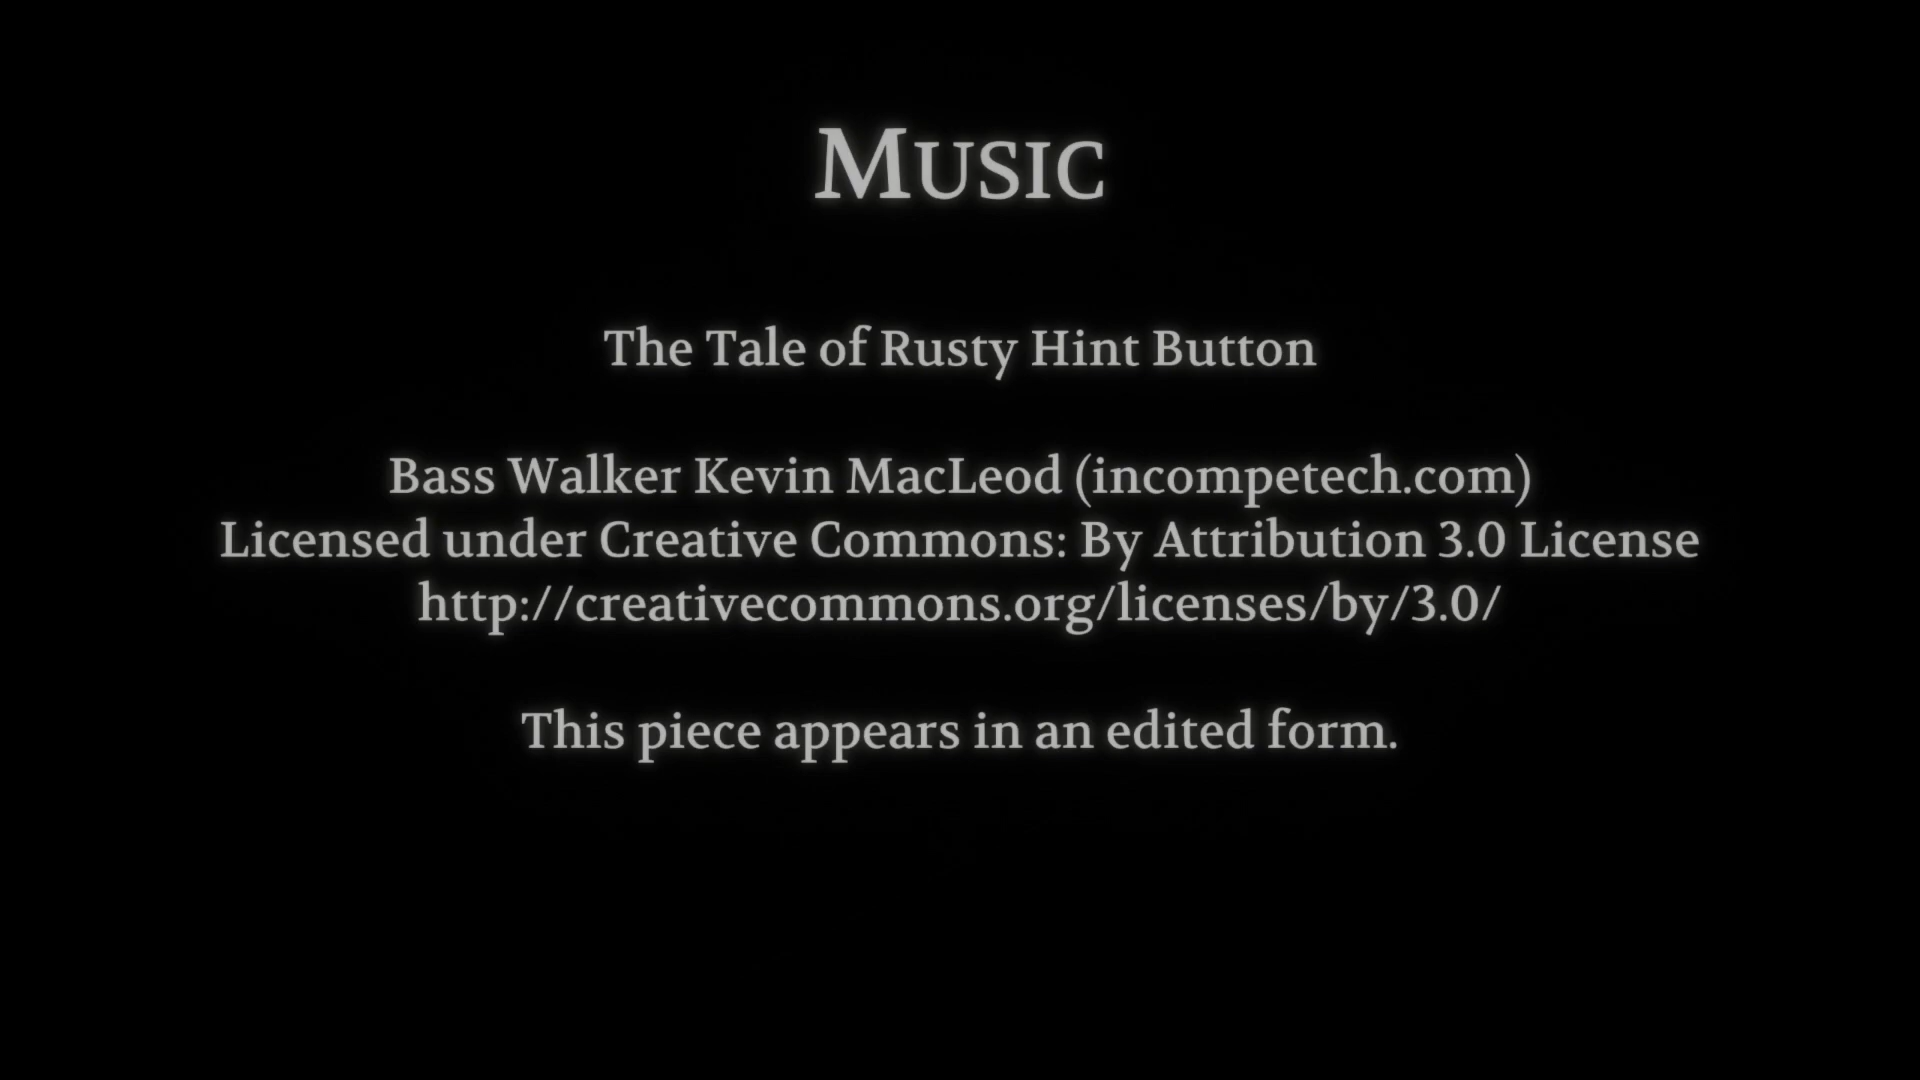 Music
The Tale of Rusty Hint Button
Bass Walker Kevin MacLeod (incompetech.com)
Licensed under Creative Commons: By Attribution 3.0 License
http://creativecommons.org/licenses/by/3.0/
This piece appears in an edited form.